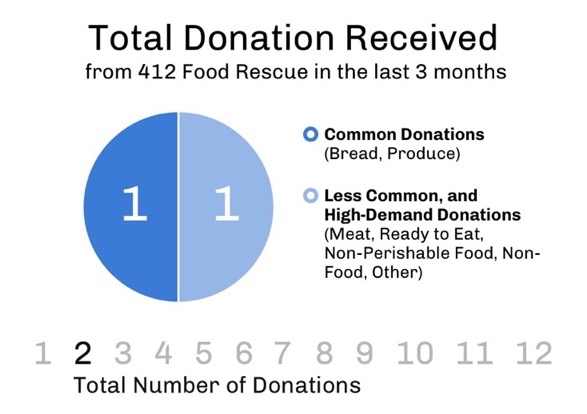 Total Donation Received
from 412 Food Rescue in the last 3 months
1 1
Common Donations
(Bread, Produce)
Less Common, and
High-Demand Donations
(Meat, Ready to Eat,
Non-Perishable Food, Non-
Food, Other)
1 2 3 4 5 6 7 8 9 10 11 12
Total Number of Donations